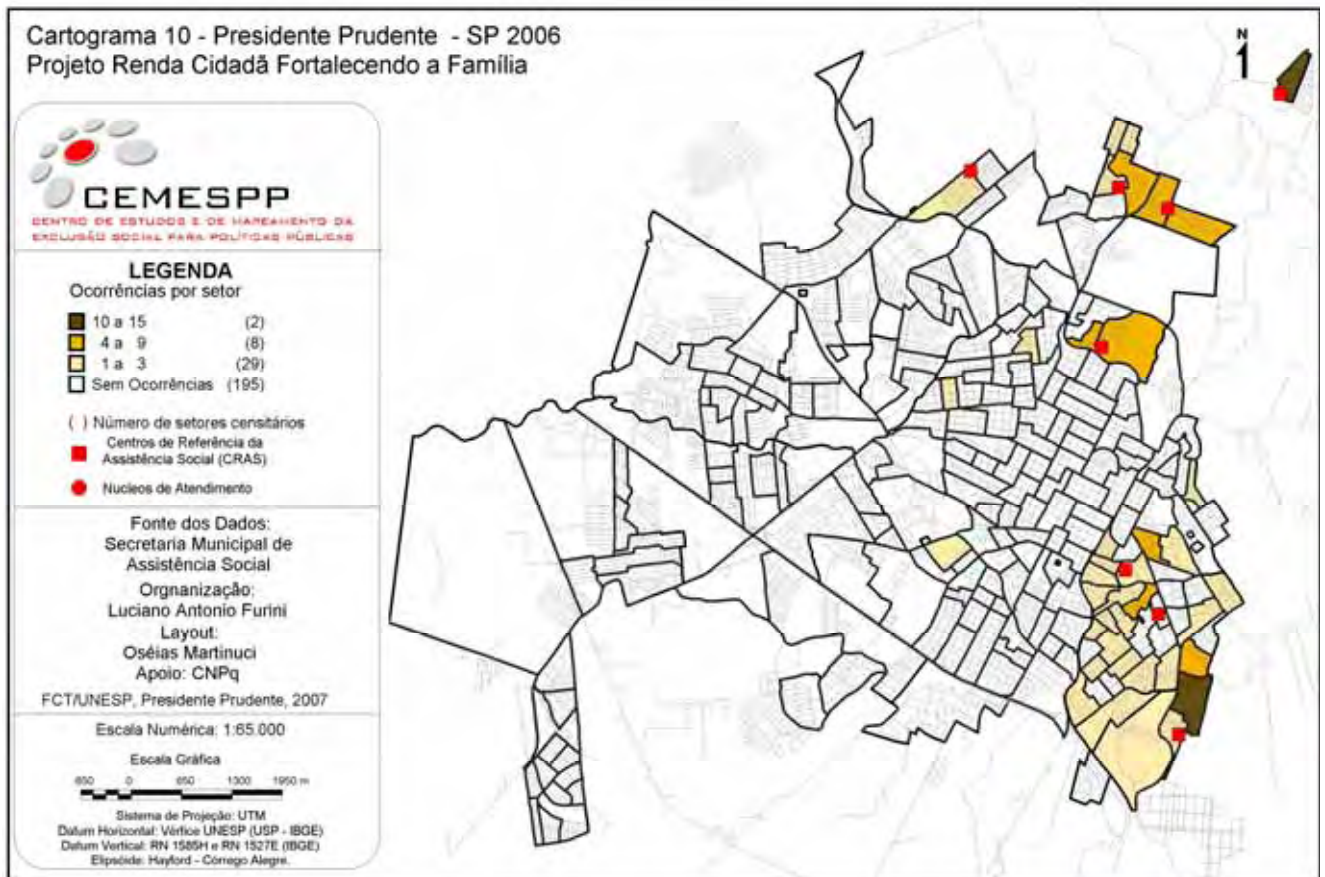 Cartograma 10 - Presidente Prudente - SP 2006
Projeto Renda Cidadã Fortalecendo a Família
N
CEMESPP
CENTRO DE ESTUDOS E DE MAPEAMENTO DA
EXCLUSÃO SOCIAL PARA POLÍTICAS PÚBLICAS
LEGENDA
Ocorrências por setor
10 a 15 (2)
4 a 9 (8)
1 a 3 (29)
Sem Ocorrências (195)
( ) Número de setores censitários
Centros de Referência da
Assistência Social (CRAS)
Nucleos de Atendimento
Fonte dos Dados:
Secretaria Municipal de
Assistência Social
Orgnanização:
Luciano Antonio Furini
Layout:
Oséias Martinuci
Apoio: CNPq
FCT/UNESP, Presidente Prudente, 2007
Escala Numérica: 1:65.000
Escala Gráfica
650 0 650 1300 1950 m
Sistema de Projeção: UTM
Datum Horizontal: Vértice UNESP (USP - IBGE)
Datum Vertical: RN 1585H e RN 1527E (IBGE)
Elipsóide: Hayford - Córrego Alegre.